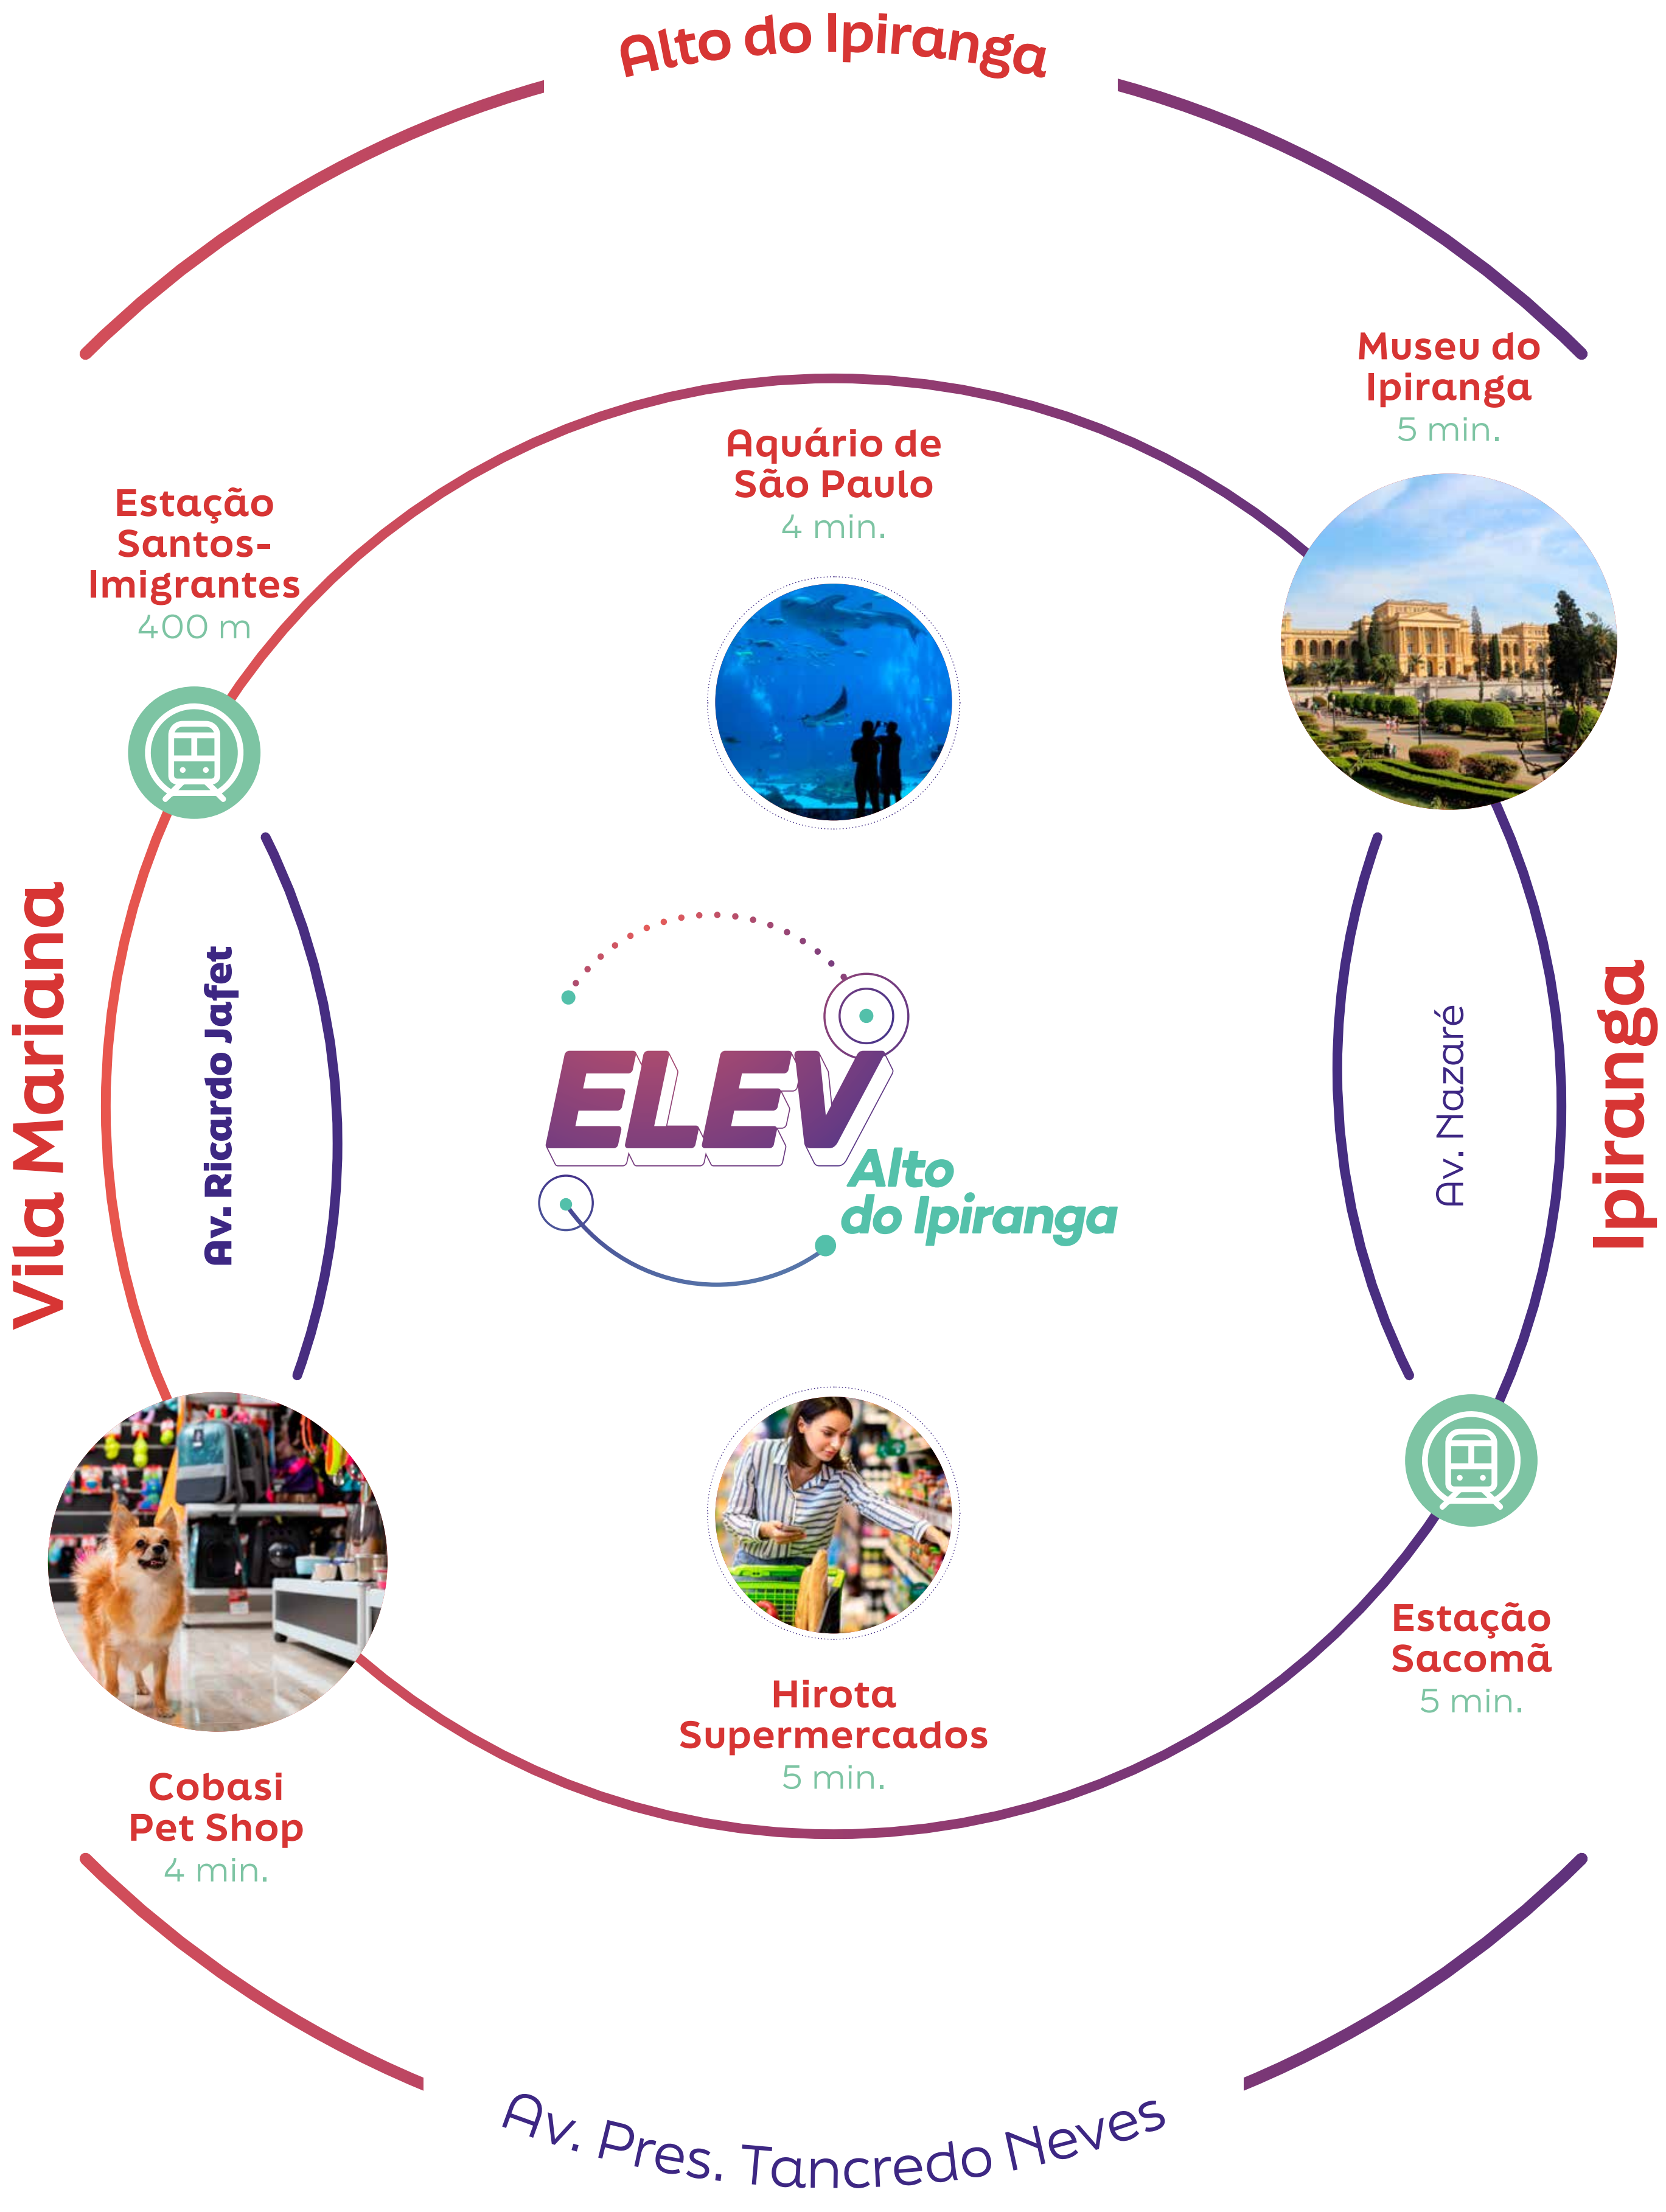 Alto do Ipiranga
Museu do
Ipiranga
5 min.
Aquário de
São Paulo
4 min.
Estação
Santos-
Imigrantes
400 m
Vila Mariana
Av. Ricardo Jafet
ELEV
Alto
do Ipiranga
Av. Nazaré
Ipiranga
Estação
Sacomã
5 min.
Hirota
Supermercados
5 min.
Cobasi
Pet Shop
4 min.
Av. Pres. Tancredo Neves